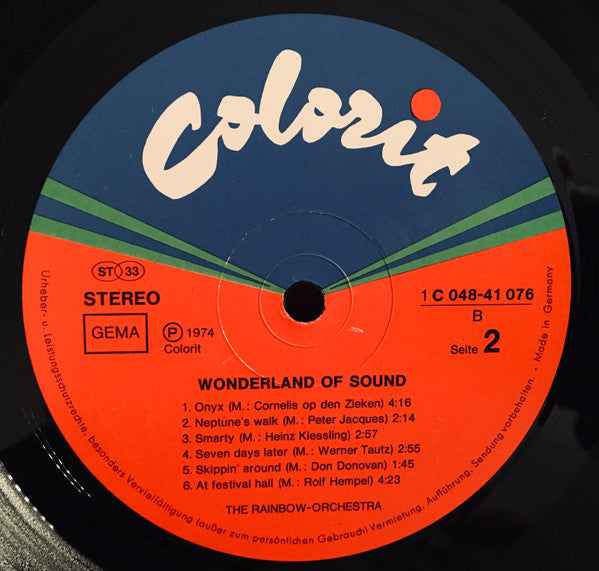 Colorit
ST 33
STEREO
GEMA
P 1974
Colorit
1 C 048-41 076
B
Seite 2
WONDERLAND OF SOUND
1. Onyx (M.: Cornelis op den Zieken) 4:16
2. Neptune's walk (M.: Peter Jacques) 2:14
3. Smarty (M.: Heinz Kiessling) 2:57
4. Seven days later (M.: Werner Tautz) 2:55
5. Skippin' around (M.: Don Donovan) 1:45
6. At festival hall (M.: Rolf Hempel) 4:23
THE RAINBOW-ORCHESTRA
Urheber- u. Leistungsschutzrechte, besonders Vervielfältigung (außer zum persönlichen Gebrauch) Vermietung, Aufführung, Sendung vorbehalten. · Made in Germany